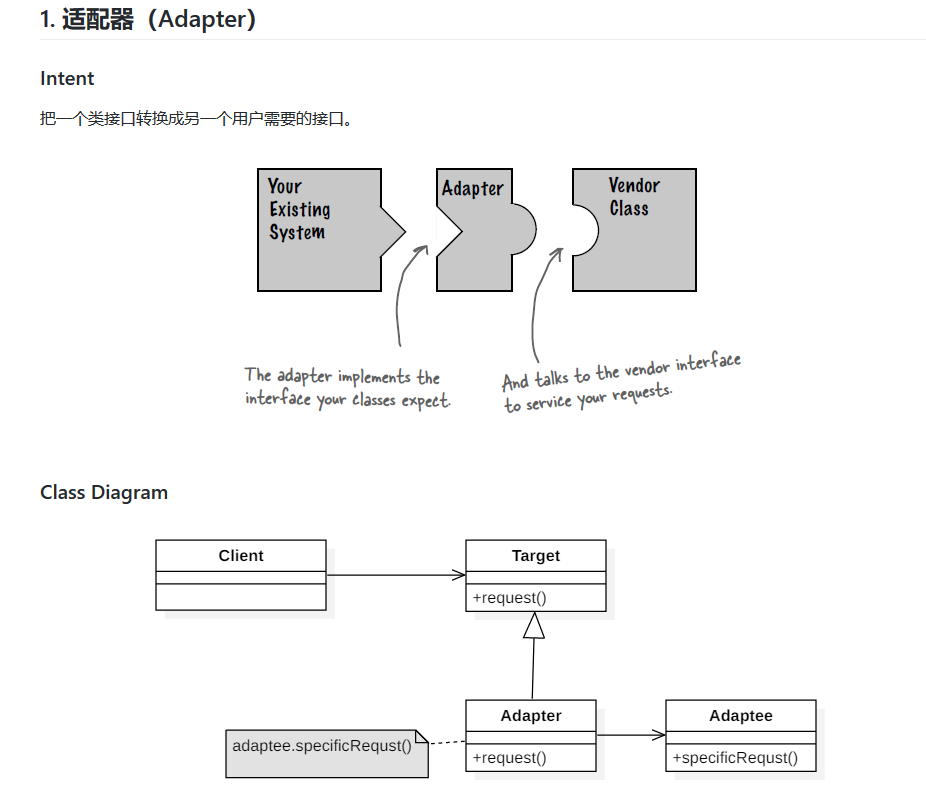 1. 适配器（Adapter）
Intent
把一个类接口转换成另一个用户需要的接口。
Your
Existing
System
Adapter
Vendor
Class
The adapter implements the
interface your classes expect.
And talks to the vendor interface
to service your requests.
Class Diagram
Client
Target
+request()
Adapter
+request()
Adaptee
+specificRequst()
adaptee.specificRequst()